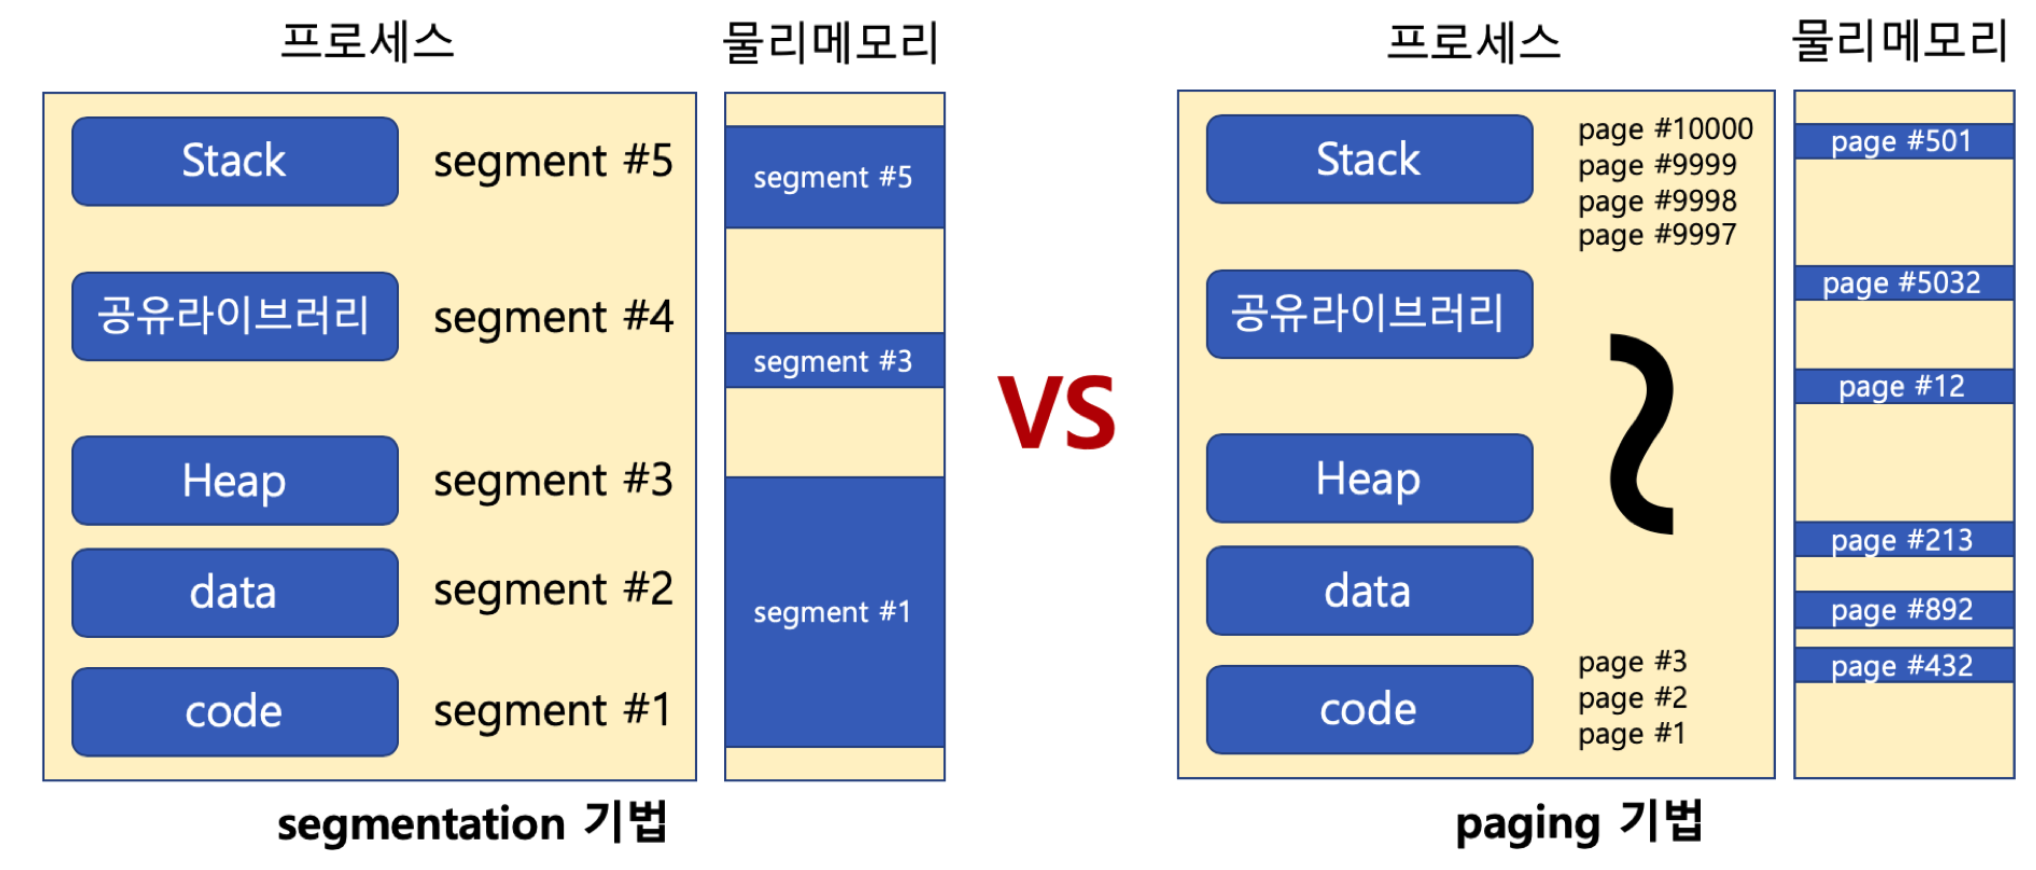 프로세스
물리메모리
Stack
segment #5
공유라이브러리
segment #4
Heap
segment #3
data
segment #2
code
segment #1
segment #5
segment #3
segment #1
segmentation 기법
VS
프로세스
물리메모리
Stack
page #10000
page #9999
page #9998
page #9997
공유라이브러리
Heap
data
code
page #3
page #2
page #1
page #501
page #5032
page #12
page #213
page #892
page #432
paging 기법